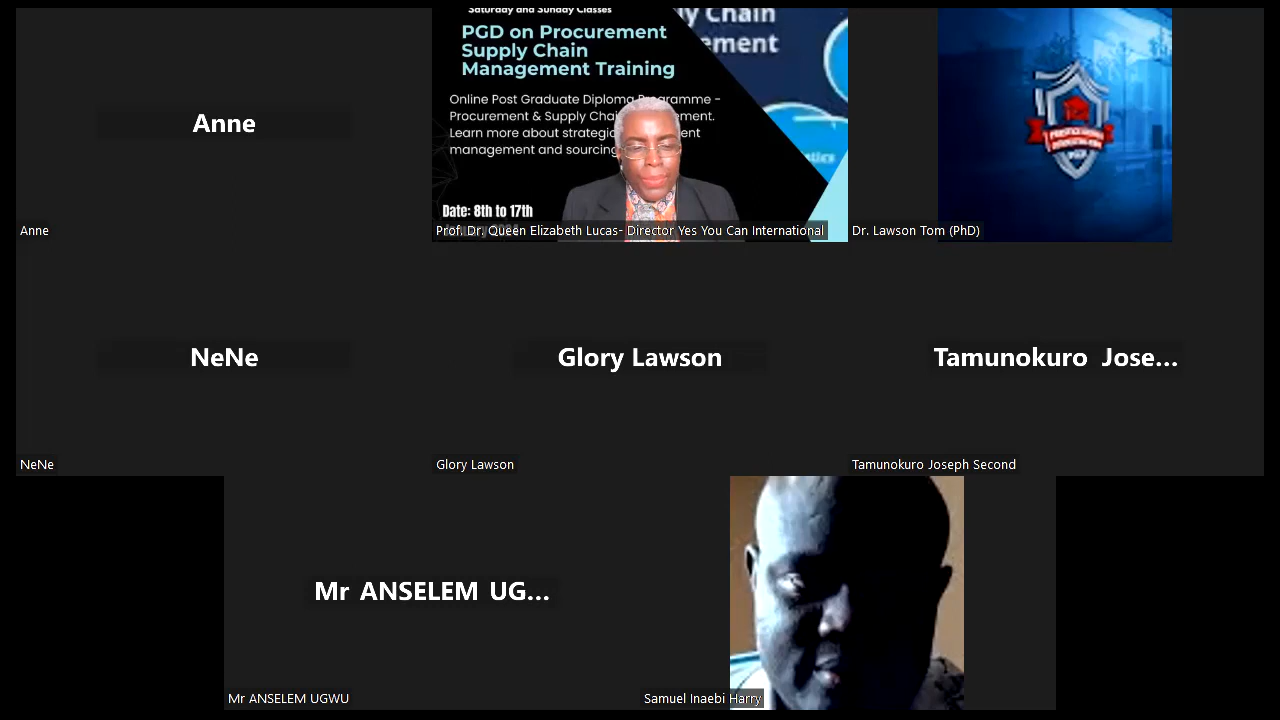 Anne
Anne
Saturday and Sunday Classes
PGD on Procurement
Supply Chain
Management Training
Online Post Graduate Diploma Programme -
Procurement & Supply
Learn more about
management and sourcing
Date: 8th to 17th
Chain
Prof. Dr, Queen Elizabeth Lucas- Director Yes You Can International
Dr. Lawson Tom (PhD)
NeNe
NeNe
Glory Lawson
Glory Lawson
Tamunokuro Jose...
Tamunokuro Joseph Second
Mr ANSELEM UG...
Mr ANSELEM UGWU
Samuel Inaebi Harry